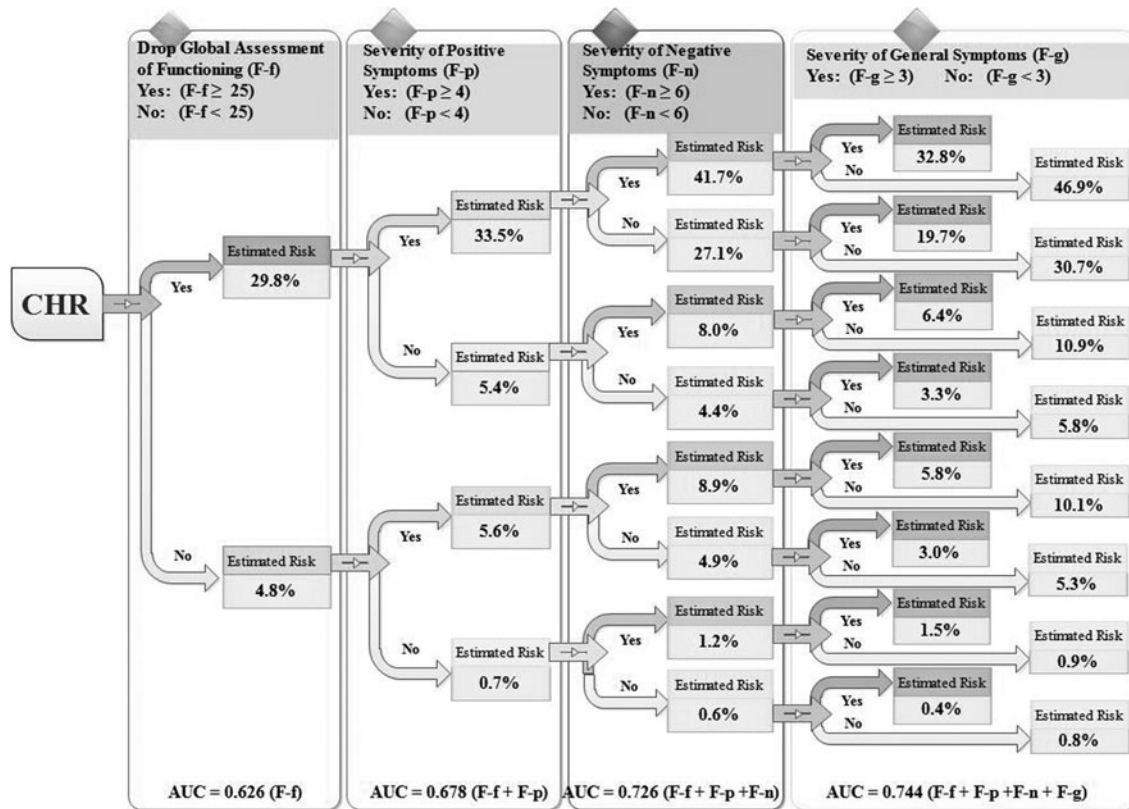 Drop Global Assessment
of Functioning (F-f)
Yes: (F-f ≥ 25)
No: (F-f < 25)
Severity of Positive
Symptoms (F-p)
Yes: (F-p ≥ 4)
No: (F-p < 4)
Severity of Negative
Symptoms (F-n)
Yes: (F-n ≥ 6)
No: (F-n < 6)
Severity of General Symptoms (F-g)
Yes: (F-g ≥ 3) No: (F-g < 3)
CHR
Yes
No
Estimated Risk
29.8%
Estimated Risk
4.8%
Yes
No
Yes
No
Estimated Risk
33.5%
Estimated Risk
5.4%
Estimated Risk
5.6%
Estimated Risk
0.7%
Yes
No
Yes
No
Yes
No
Yes
No
Estimated Risk
41.7%
Estimated Risk
27.1%
Estimated Risk
8.0%
Estimated Risk
4.4%
Estimated Risk
8.9%
Estimated Risk
4.9%
Estimated Risk
1.2%
Estimated Risk
0.6%
Yes
No
Estimated Risk
32.8%
Estimated Risk
46.9%
Yes
No
Estimated Risk
19.7%
Estimated Risk
30.7%
Yes
No
Estimated Risk
6.4%
Estimated Risk
10.9%
Yes
No
Estimated Risk
3.3%
Estimated Risk
5.8%
Yes
No
Estimated Risk
5.8%
Estimated Risk
10.1%
Yes
No
Estimated Risk
3.0%
Estimated Risk
5.3%
Yes
No
Estimated Risk
1.5%
Estimated Risk
0.9%
Yes
No
Estimated Risk
0.4%
Estimated Risk
0.8%
AUC = 0.626 (F-f)
AUC = 0.678 (F-f + F-p)
AUC = 0.726 (F-f + F-p +F-n)
AUC = 0.744 (F-f + F-p +F-n + F-g)